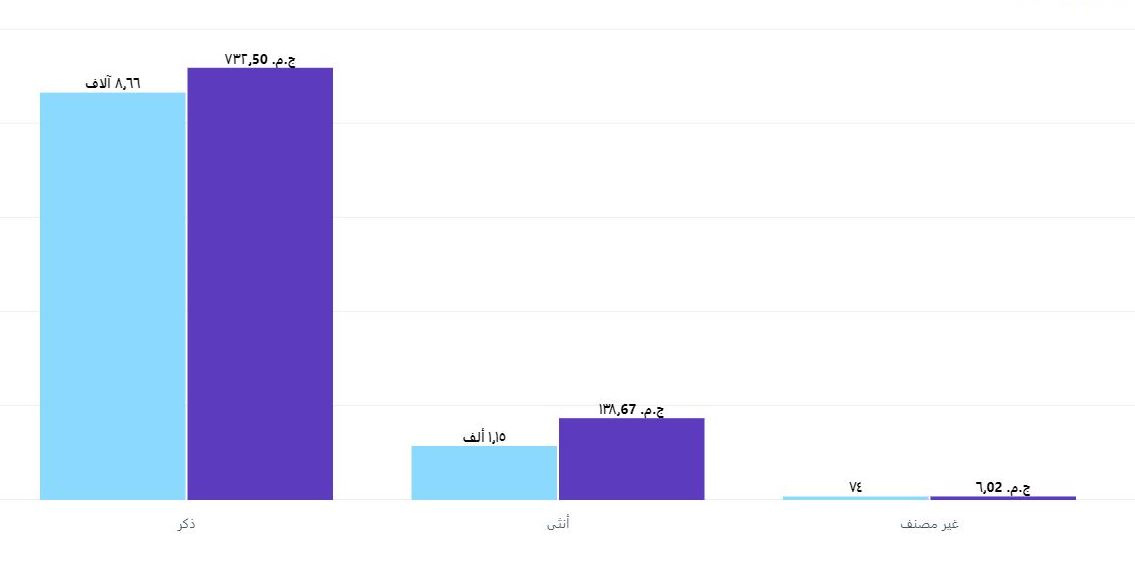 ج.م.‏ ٧٣٢,50
٨,٦٦ آلاف
ج.م.‏ ١٣٨,67
١,١٥ ألف
ج.م.‏ ٦,02
٧٤
ذكر
أنثى
غير مصنف